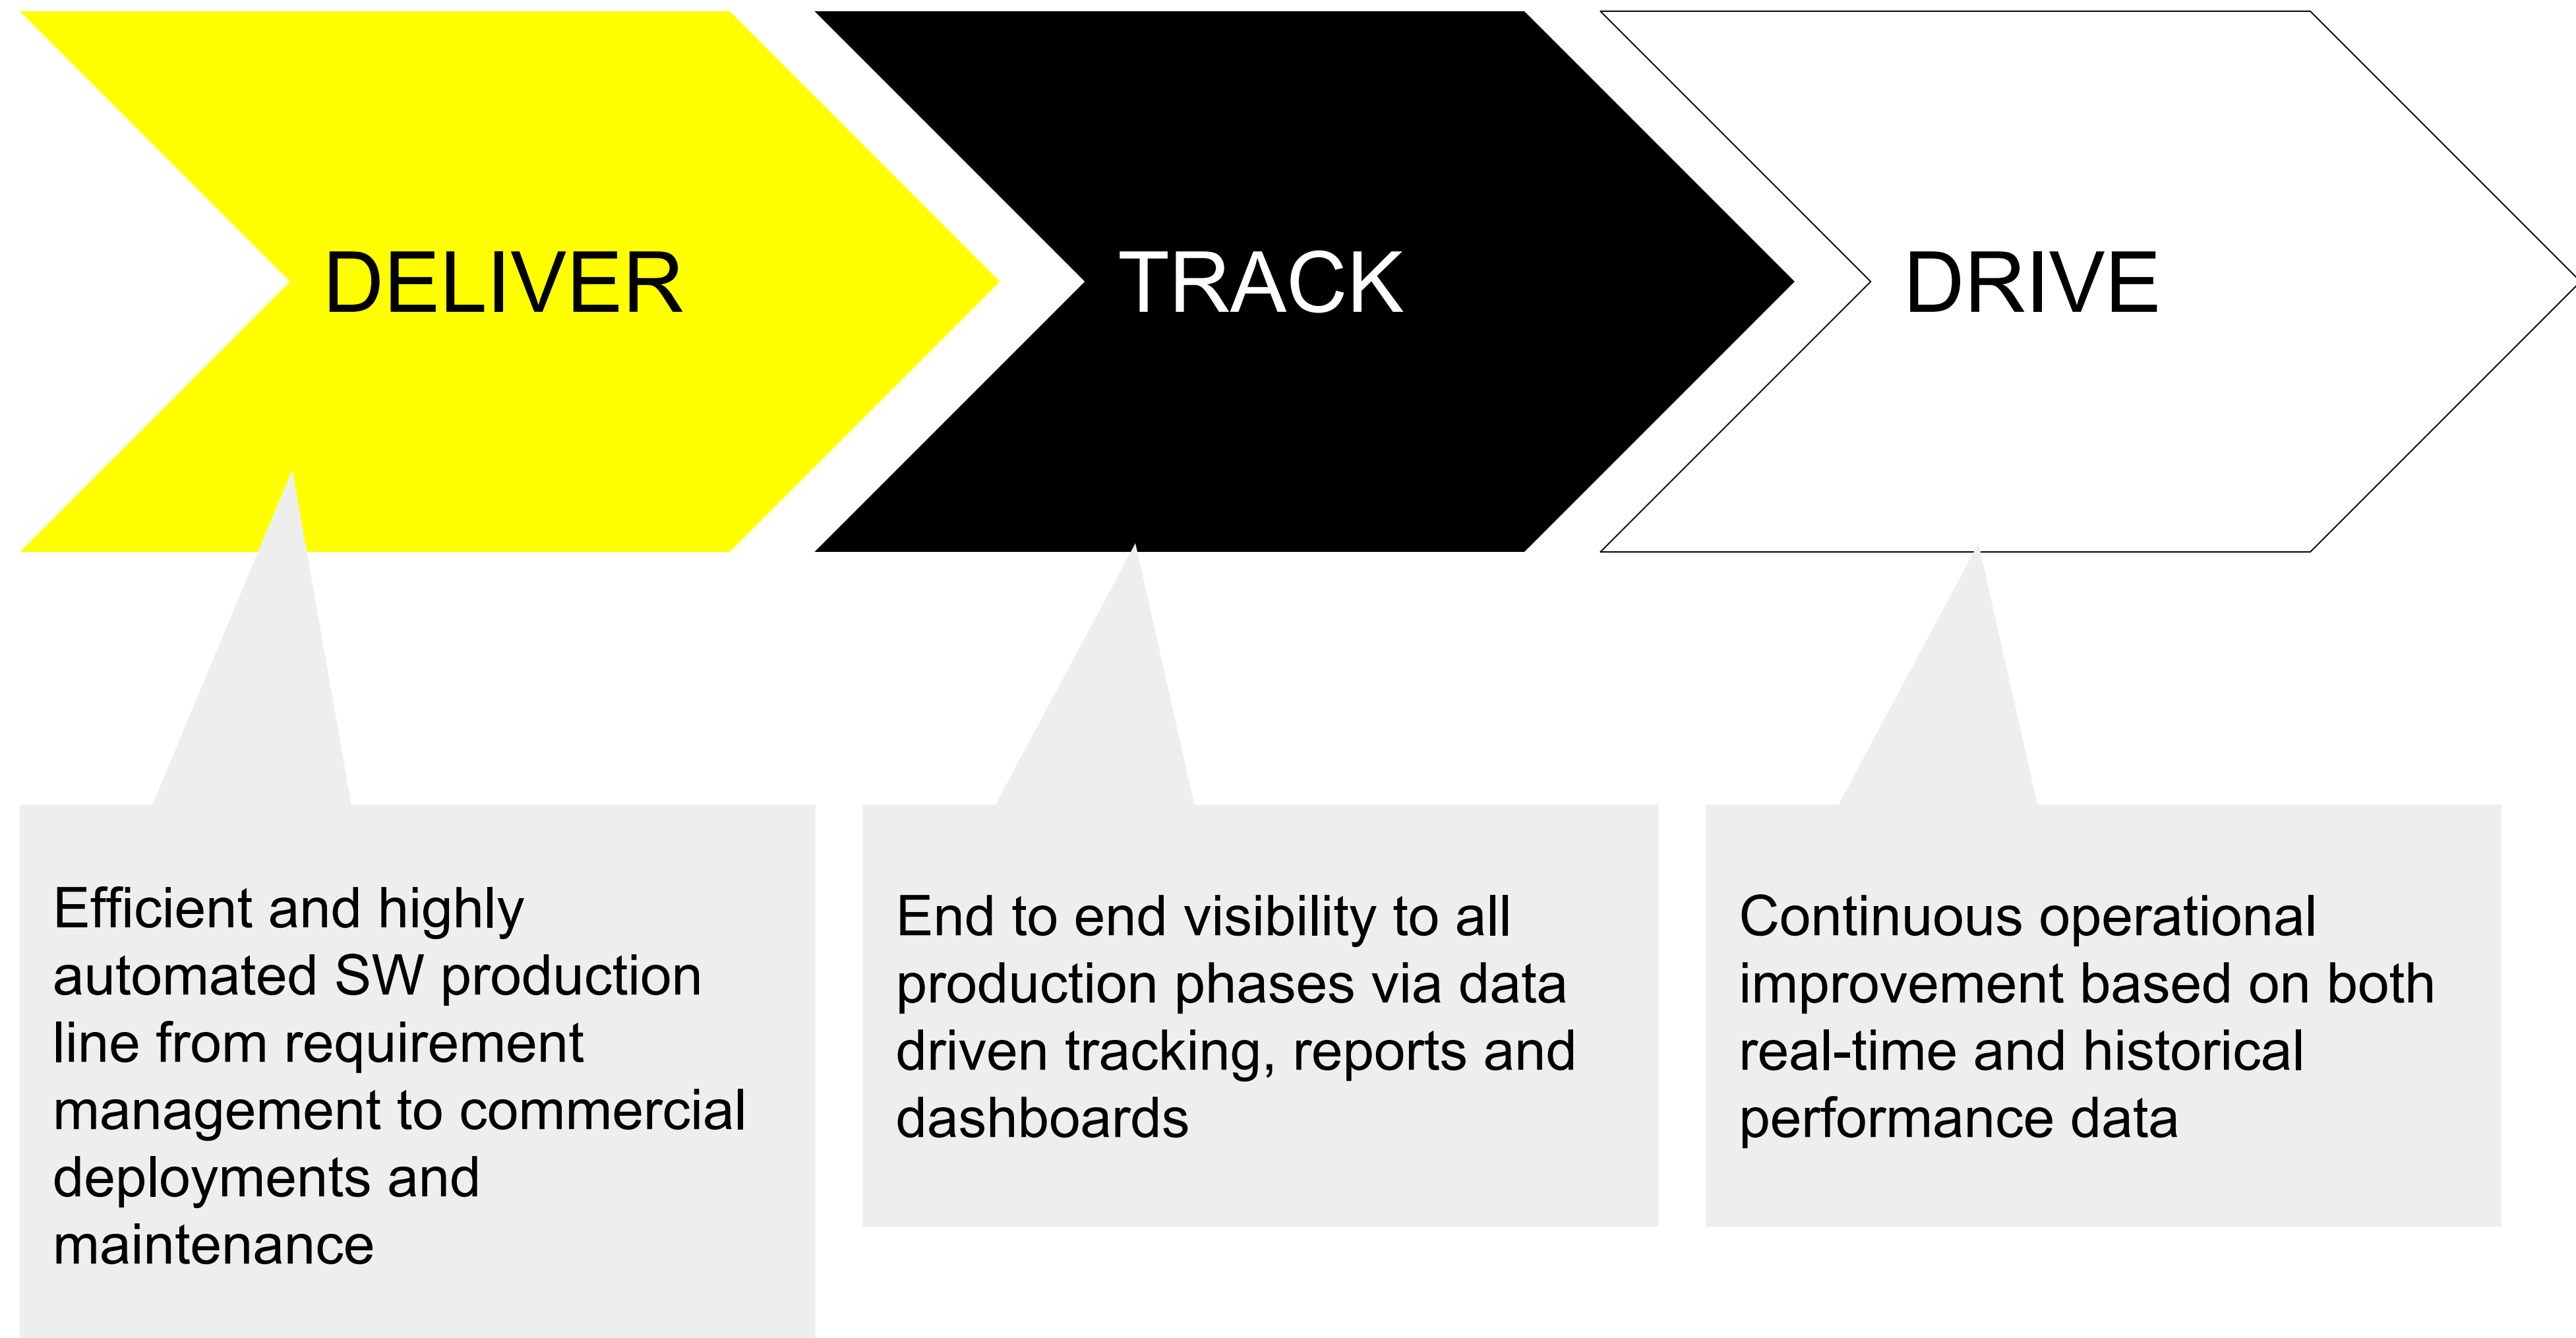 DELIVER
TRACK
DRIVE
Efficient and highly
automated SW production
line from requirement
management to commercial
deployments and
maintenance
End to end visibility to all
production phases via data
driven tracking, reports and
dashboards
Continuous operational
improvement based on both
real-time and historical
performance data